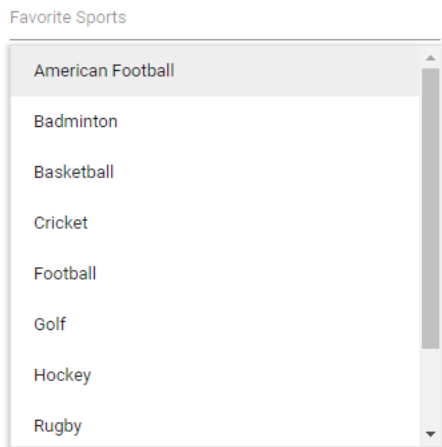 Favorite Sports
American Football
Badminton
Basketball
Cricket
Football
Golf
Hockey
Rugby